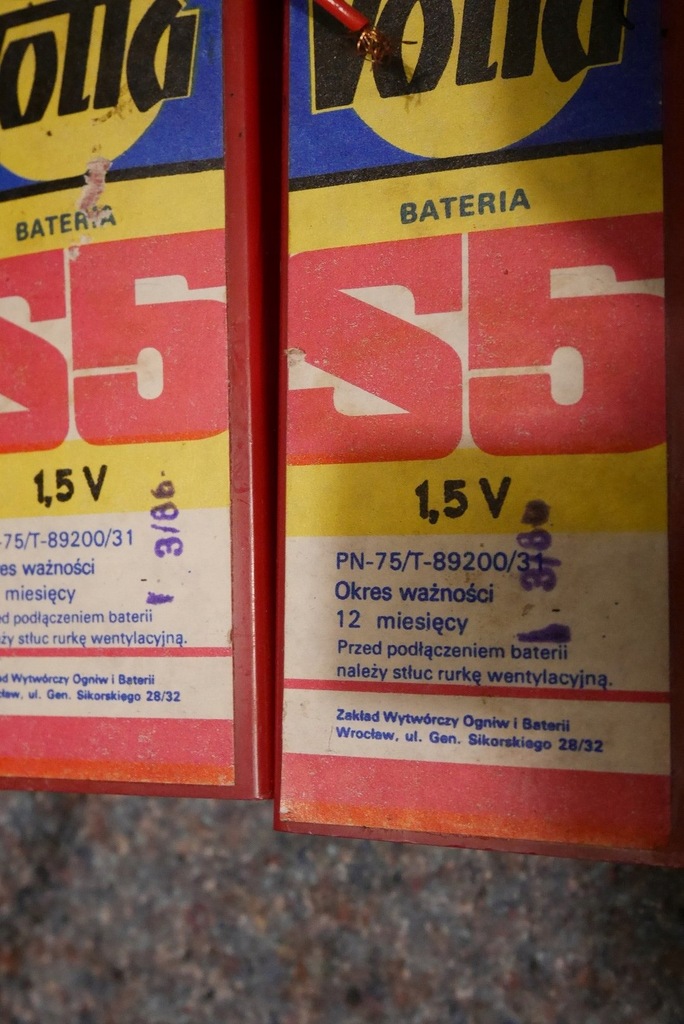 Volta
BATERIA
S5
1,5 V
3/86
-75/T-89200/31
es ważności
miesięcy
ed podłączeniem baterii
ży stłuc rurkę wentylacyjną.
d Wytwórczy Ogniw i Baterii
cław, ul. Gen. Sikorskiego 28/32
Volta
BATERIA
S5
1,5 V
PN-75/T-89200/31
Okres ważności
12 miesięcy
Przed podłączeniem baterii
należy stłuc rurkę wentylacyjną.
Zakład Wytwórczy Ogniw i Baterii
Wrocław, ul. Gen. Sikorskiego 28/32